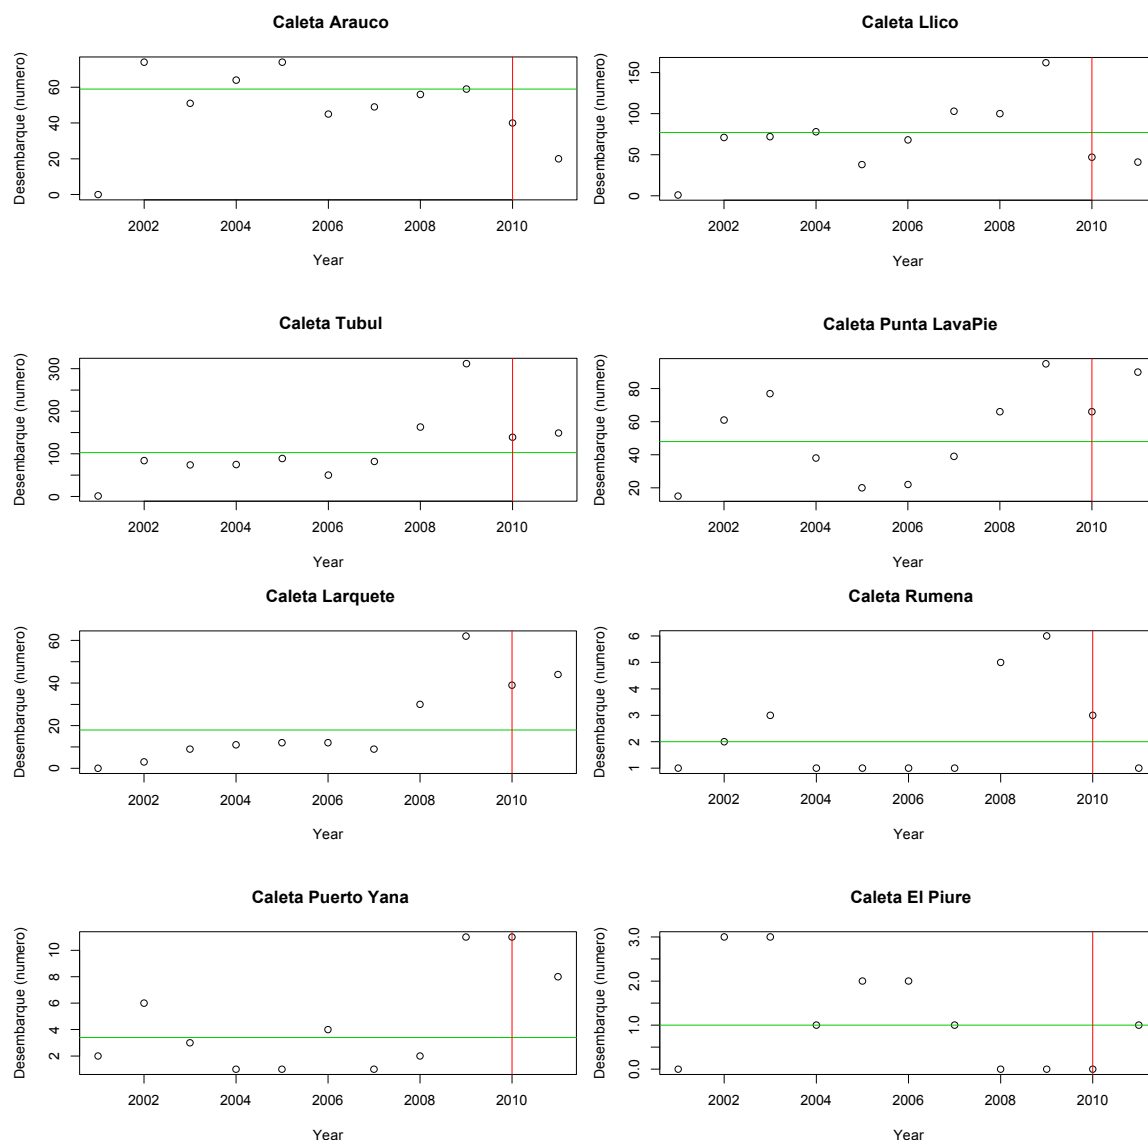 Caleta Arauco
Desembarque (numero)
0 20 40 60
2002 2004 2006 2008 2010
Year
Caleta Llico
Desembarque (numero)
0 50 100 150
2002 2004 2006 2008 2010
Year
Caleta Tubul
Desembarque (numero)
0 100 200 300
2002 2004 2006 2008 2010
Year
Caleta Punta LavaPie
Desembarque (numero)
20 40 60 80
2002 2004 2006 2008 2010
Year
Caleta Larquete
Desembarque (numero)
0 20 40 60
2002 2004 2006 2008 2010
Year
Caleta Rumena
Desembarque (numero)
1 2 3 4 5 6
2002 2004 2006 2008 2010
Year
Caleta Puerto Yana
Desembarque (numero)
2 4 6 8 10
2002 2004 2006 2008 2010
Year
Caleta El Piure
Desembarque (numero)
0.0 1.0 2.0 3.0
2002 2004 2006 2008 2010
Year